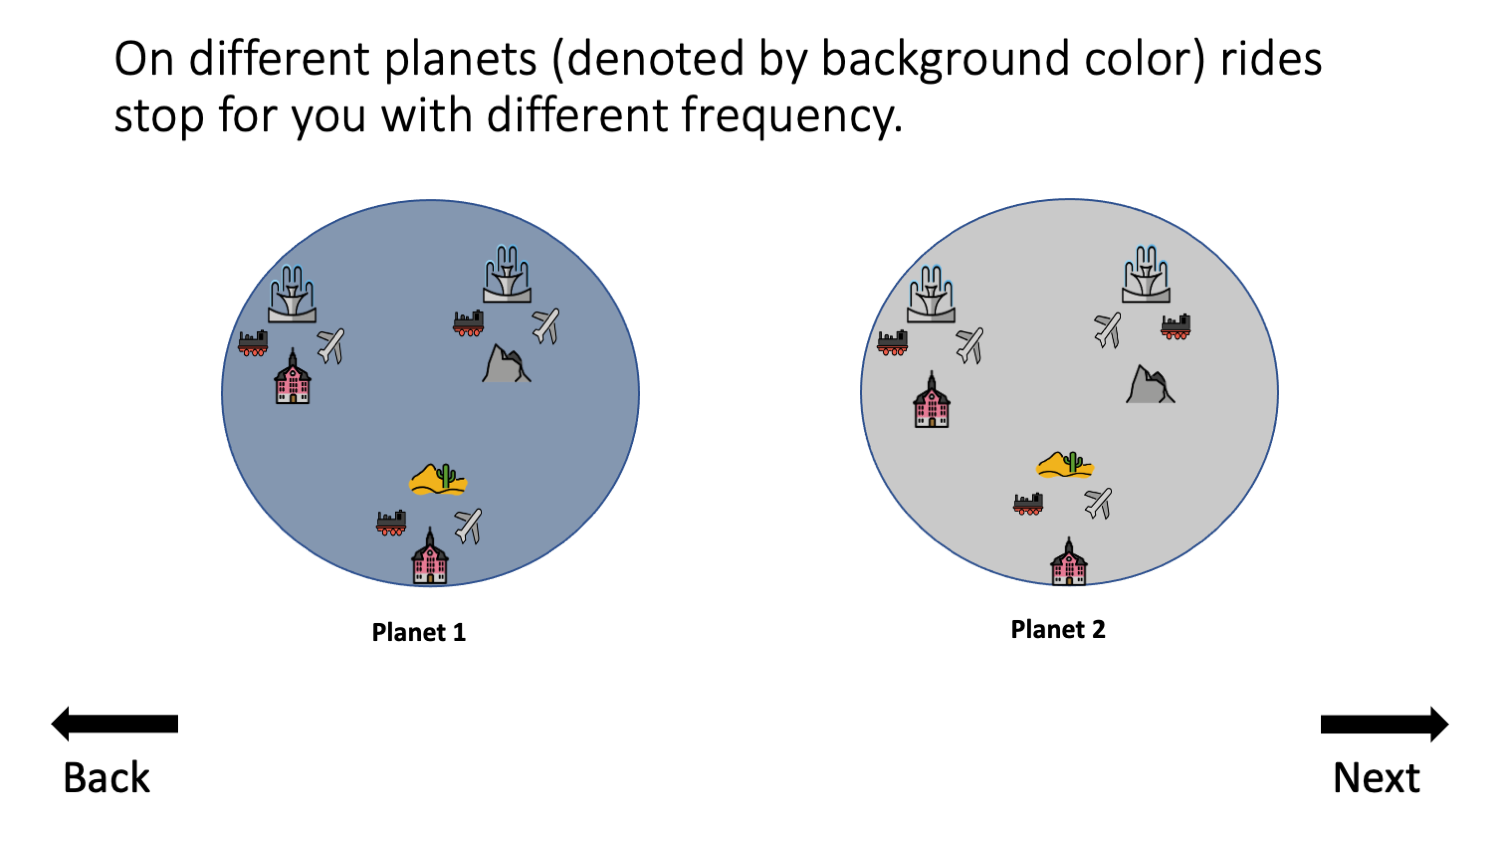 On different planets (denoted by background color) rides
stop for you with different frequency.
Planet 1
Planet 2
Back
Next